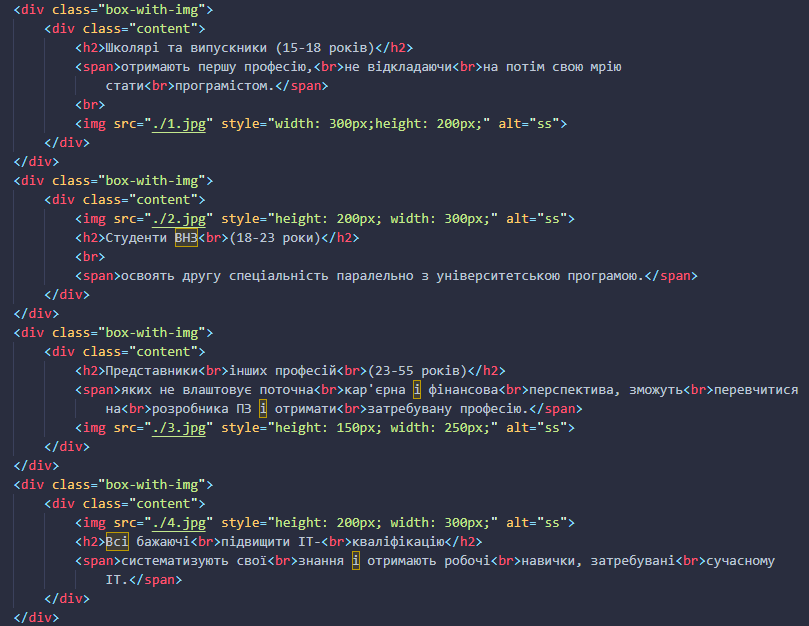 <div class="box-with-img">
<div class="content">
<h2>Школярі та випускники (15-18 років)</h2>
<span>отримають першу професію,<br>не відкладаючи<br>на потім свою мрію
стати<br>програмістом.</span>
<br>
<img src="./1.jpg" style="width: 300px;height: 200px;" alt="ss">
</div>
</div>
<div class="box-with-img">
<div class="content">
<img src="./2.jpg" style="height: 200px; width: 300px;" alt="ss">
<h2>Студенти ВНЗ<br>(18-23 роки)</h2>
<br>
<span>освоять другу спеціальність паралельно з університетською програмою.</span>
</div>
</div>
<div class="box-with-img">
<div class="content">
<h2>Представники<br>інших професій<br>(23-55 років)</h2>
<span>яких не влаштовує поточна<br>кар'єрна і фінансова<br>перспектива, зможуть<br>перевчитися
на<br>розробника ПЗ і отримати<br>затребувану професію.</span>
<img src="./3.jpg" style="height: 150px; width: 250px;" alt="ss">
</div>
</div>
<div class="box-with-img">
<div class="content">
<img src="./4.jpg" style="height: 200px; width: 300px;" alt="ss">
<h2>Всі бажаючі<br>підвищити ІТ-<br>кваліфікацію</h2>
<span>систематизують свої<br>знання і отримають робочі<br>навички, затребувані<br>сучасному
ІТ.</span>
</div>
</div>